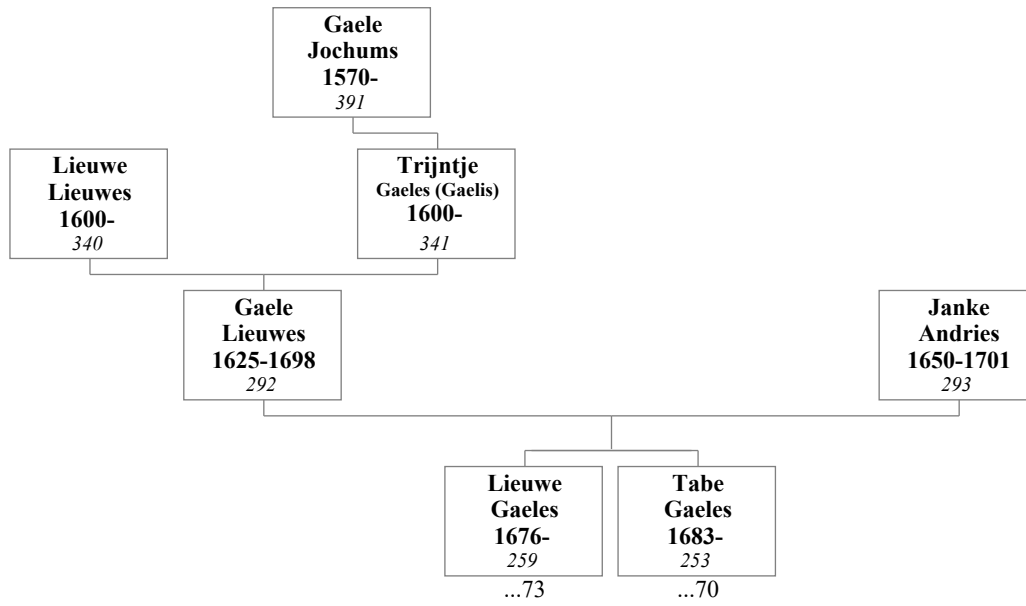 Gaele
Jochums
1570-
391
Lieuwe
Lieuwes
1600-
340
Trijntje
Gaeles (Gaelis)
1600-
341
Gaele
Lieuwes
1625-1698
292
Janke
Andries
1650-1701
293
Lieuwe
Gaeles
1676-
259
...73
Tabe
Gaeles
1683-
253
...70